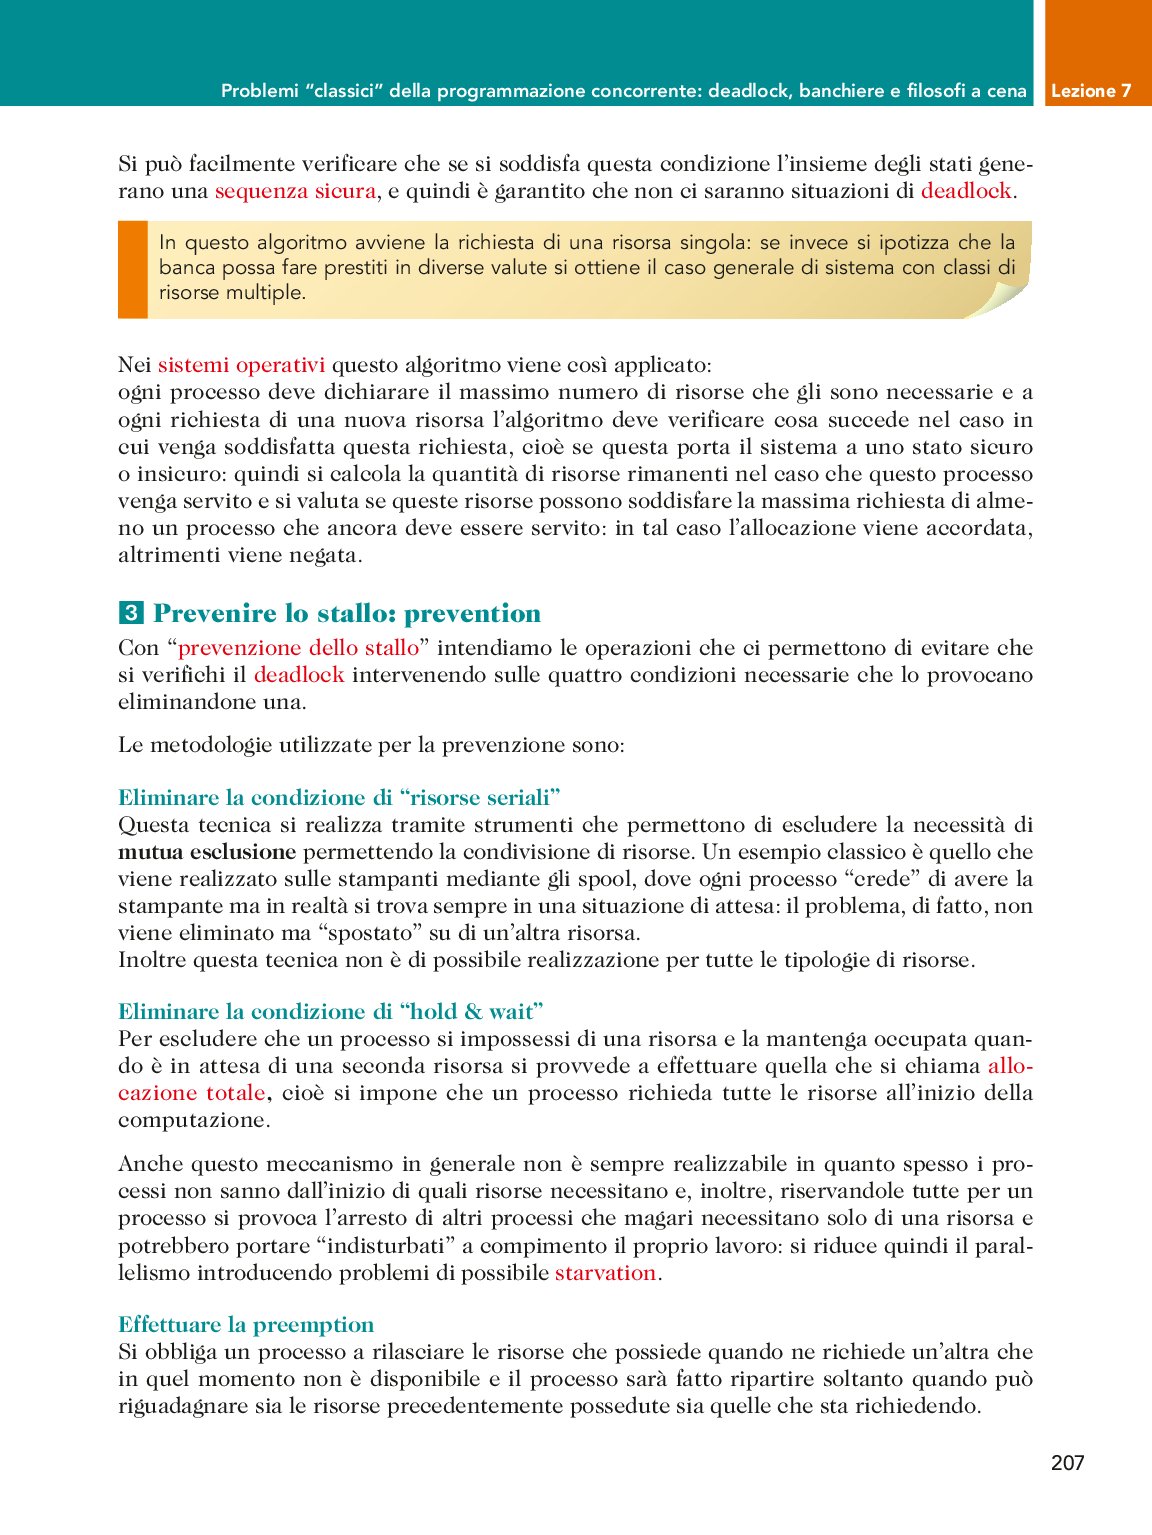 Problemi “classici” della programmazione concorrente: deadlock, banchiere e filosofi a cena
Lezione 7
Si può facilmente verificare che se si soddisfa questa condizione l’insieme degli stati gene-
rano una sequenza sicura, e quindi è garantito che non ci saranno situazioni di deadlock.
In questo algoritmo avviene la richiesta di una risorsa singola: se invece si ipotizza che la
banca possa fare prestiti in diverse valute si ottiene il caso generale di sistema con classi di
risorse multiple.
Nei sistemi operativi questo algoritmo viene così applicato:
ogni processo deve dichiarare il massimo numero di risorse che gli sono necessarie e a
ogni richiesta di una nuova risorsa l’algoritmo deve verificare cosa succede nel caso in
cui venga soddisfatta questa richiesta, cioè se questa porta il sistema a uno stato sicuro
o insicuro: quindi si calcola la quantità di risorse rimanenti nel caso che questo processo
venga servito e si valuta se queste risorse possono soddisfare la massima richiesta di alme-
no un processo che ancora deve essere servito: in tal caso l’allocazione viene accordata,
altrimenti viene negata.
3 Prevenire lo stallo: prevention
Con “prevenzione dello stallo” intendiamo le operazioni che ci permettono di evitare che
si verifichi il deadlock intervenendo sulle quattro condizioni necessarie che lo provocano
eliminandone una.
Le metodologie utilizzate per la prevenzione sono:
Eliminare la condizione di “risorse seriali”
Questa tecnica si realizza tramite strumenti che permettono di escludere la necessità di
mutua esclusione permettendo la condivisione di risorse. Un esempio classico è quello che
viene realizzato sulle stampanti mediante gli spool, dove ogni processo “crede” di avere la
stampante ma in realtà si trova sempre in una situazione di attesa: il problema, di fatto, non
viene eliminato ma “spostato” su di un’altra risorsa.
Inoltre questa tecnica non è di possibile realizzazione per tutte le tipologie di risorse.
Eliminare la condizione di “hold & wait”
Per escludere che un processo si impossessi di una risorsa e la mantenga occupata quan-
do è in attesa di una seconda risorsa si provvede a effettuare quella che si chiama allo-
cazione totale, cioè si impone che un processo richieda tutte le risorse all’inizio della
computazione.
Anche questo meccanismo in generale non è sempre realizzabile in quanto spesso i pro-
cessi non sanno dall’inizio di quali risorse necessitano e, inoltre, riservandole tutte per un
processo si provoca l’arresto di altri processi che magari necessitano solo di una risorsa e
potrebbero portare “indisturbati” a compimento il proprio lavoro: si riduce quindi il paral-
lelismo introducendo problemi di possibile starvation.
Effettuare la preemption
Si obbliga un processo a rilasciare le risorse che possiede quando ne richiede un’altra che
in quel momento non è disponibile e il processo sarà fatto ripartire soltanto quando può
riguadagnare sia le risorse precedentemente possedute sia quelle che sta richiedendo.
207